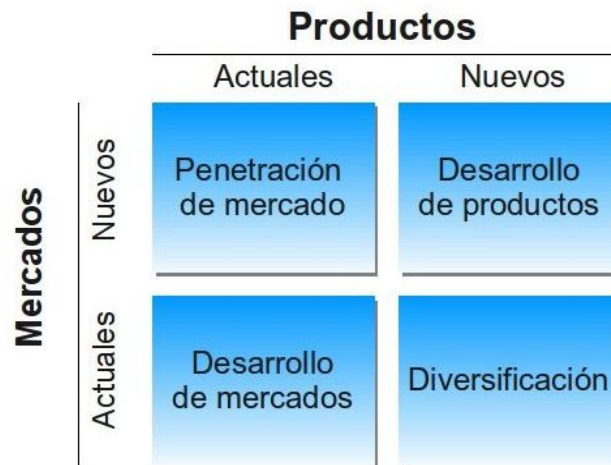 Productos
Actuales
Nuevos
Mercados
Nuevos
Penetración
de mercado
Desarrollo
de productos
Actuales
Desarrollo
de mercados
Diversificación